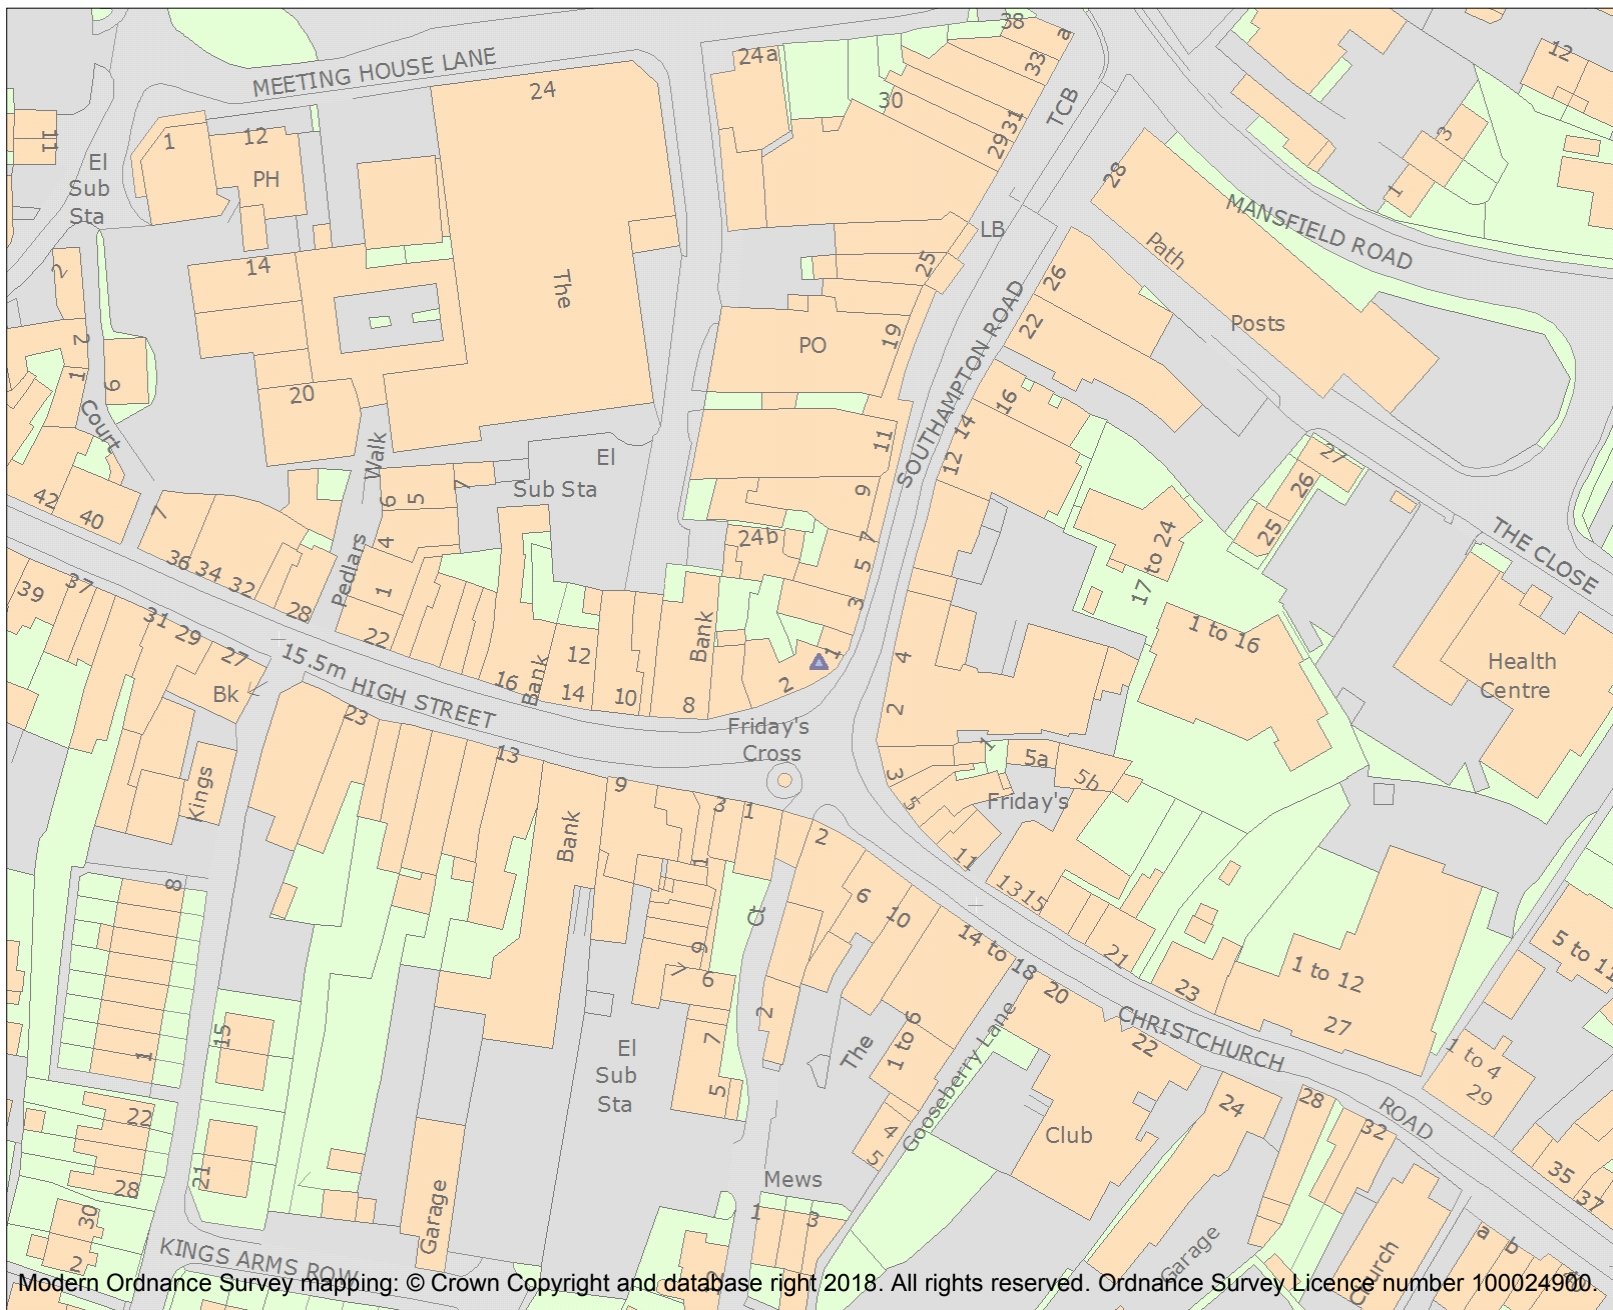 38
a
24a
33
12
MEETING HOUSE LANE
24
30
TCB
31
29
3
1
12
11
El
Sub
Sta
PH
28
1
MANSFIELD ROAD
LB
Path
2
14
The
25
26
22
Posts
SOUTHAMPTON ROAD
PO
19
2
1
9
20
16
14
12
Court
Walk
11
El
Sub Sta
27
26
25
42
40
7
6
5
7
9
THE CLOSE
36
34
32
28
Pedlars
4
1
22
24b
7
5
3
17 to 24
1 to 16
Health
Centre
39
37
31
29
27
Bk
15.5m
HIGH STREET
16
Bank
12
14
10
Bank
8
2
1
4
2
Friday's
Cross
23
13
Kings
Bank
9
3
1
1
2
3
5
1
5a
5b
Friday's
11
13
15
8
Ct
6
10
14 to 18
21
23
1 to 12
27
5 to 11
9
7
6
2
20
22
CHRISTCHURCH
ROAD
1
15
El
Sub
Sta
7
5
The
1 to 6
Gooseberry Lane
1 to 4
29
22
28
21
30
2
Garage
4
5
Club
24
28
32
35
37
Mews
1
3
Garage
Church
a
b
KINGS ARMS ROW
Modern Ordnance Survey mapping: © Crown Copyright and database right 2018. All rights reserved. Ordnance Survey Licence number 100024960.